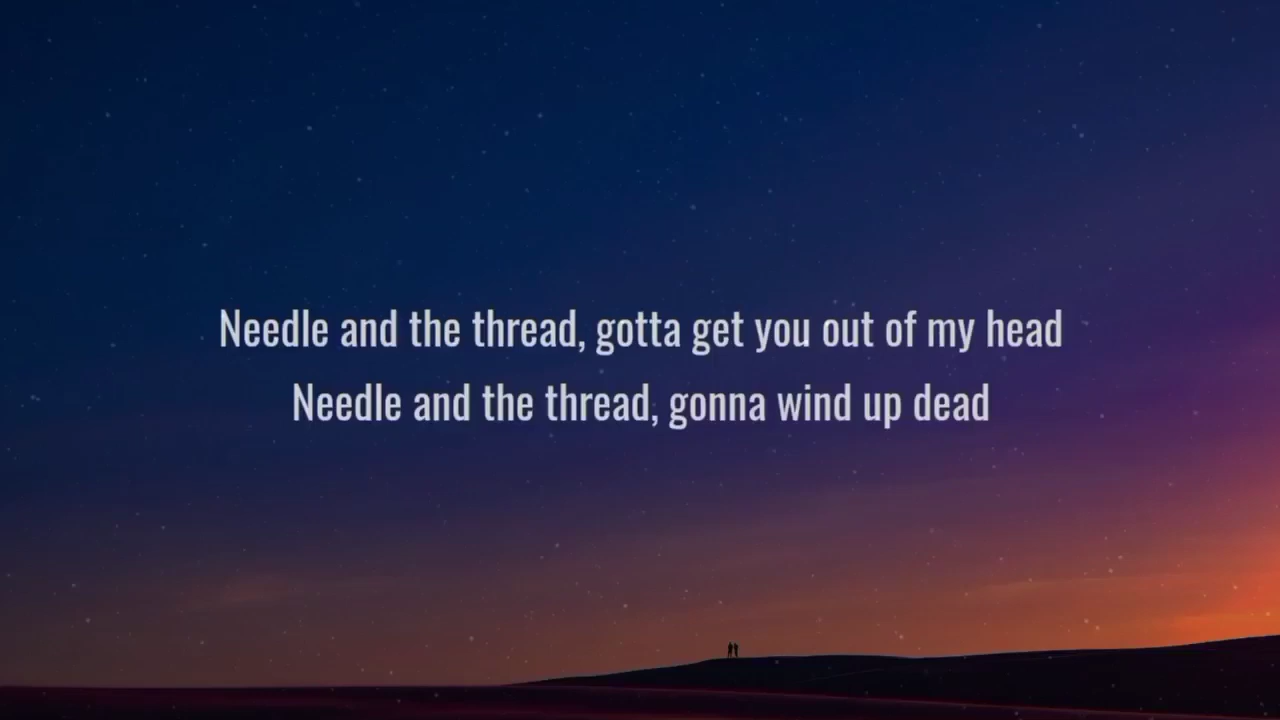 Needle and the thread, gotta get you out of my head
Needle and the thread, gonna wind up dead